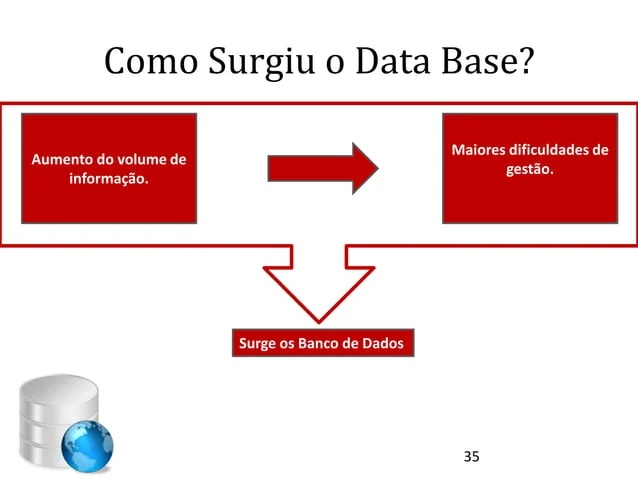 Como Surgiu o Data Base?
Aumento do volume de
informação.
Maiores dificuldades de
gestão.
Surge os Banco de Dados
35